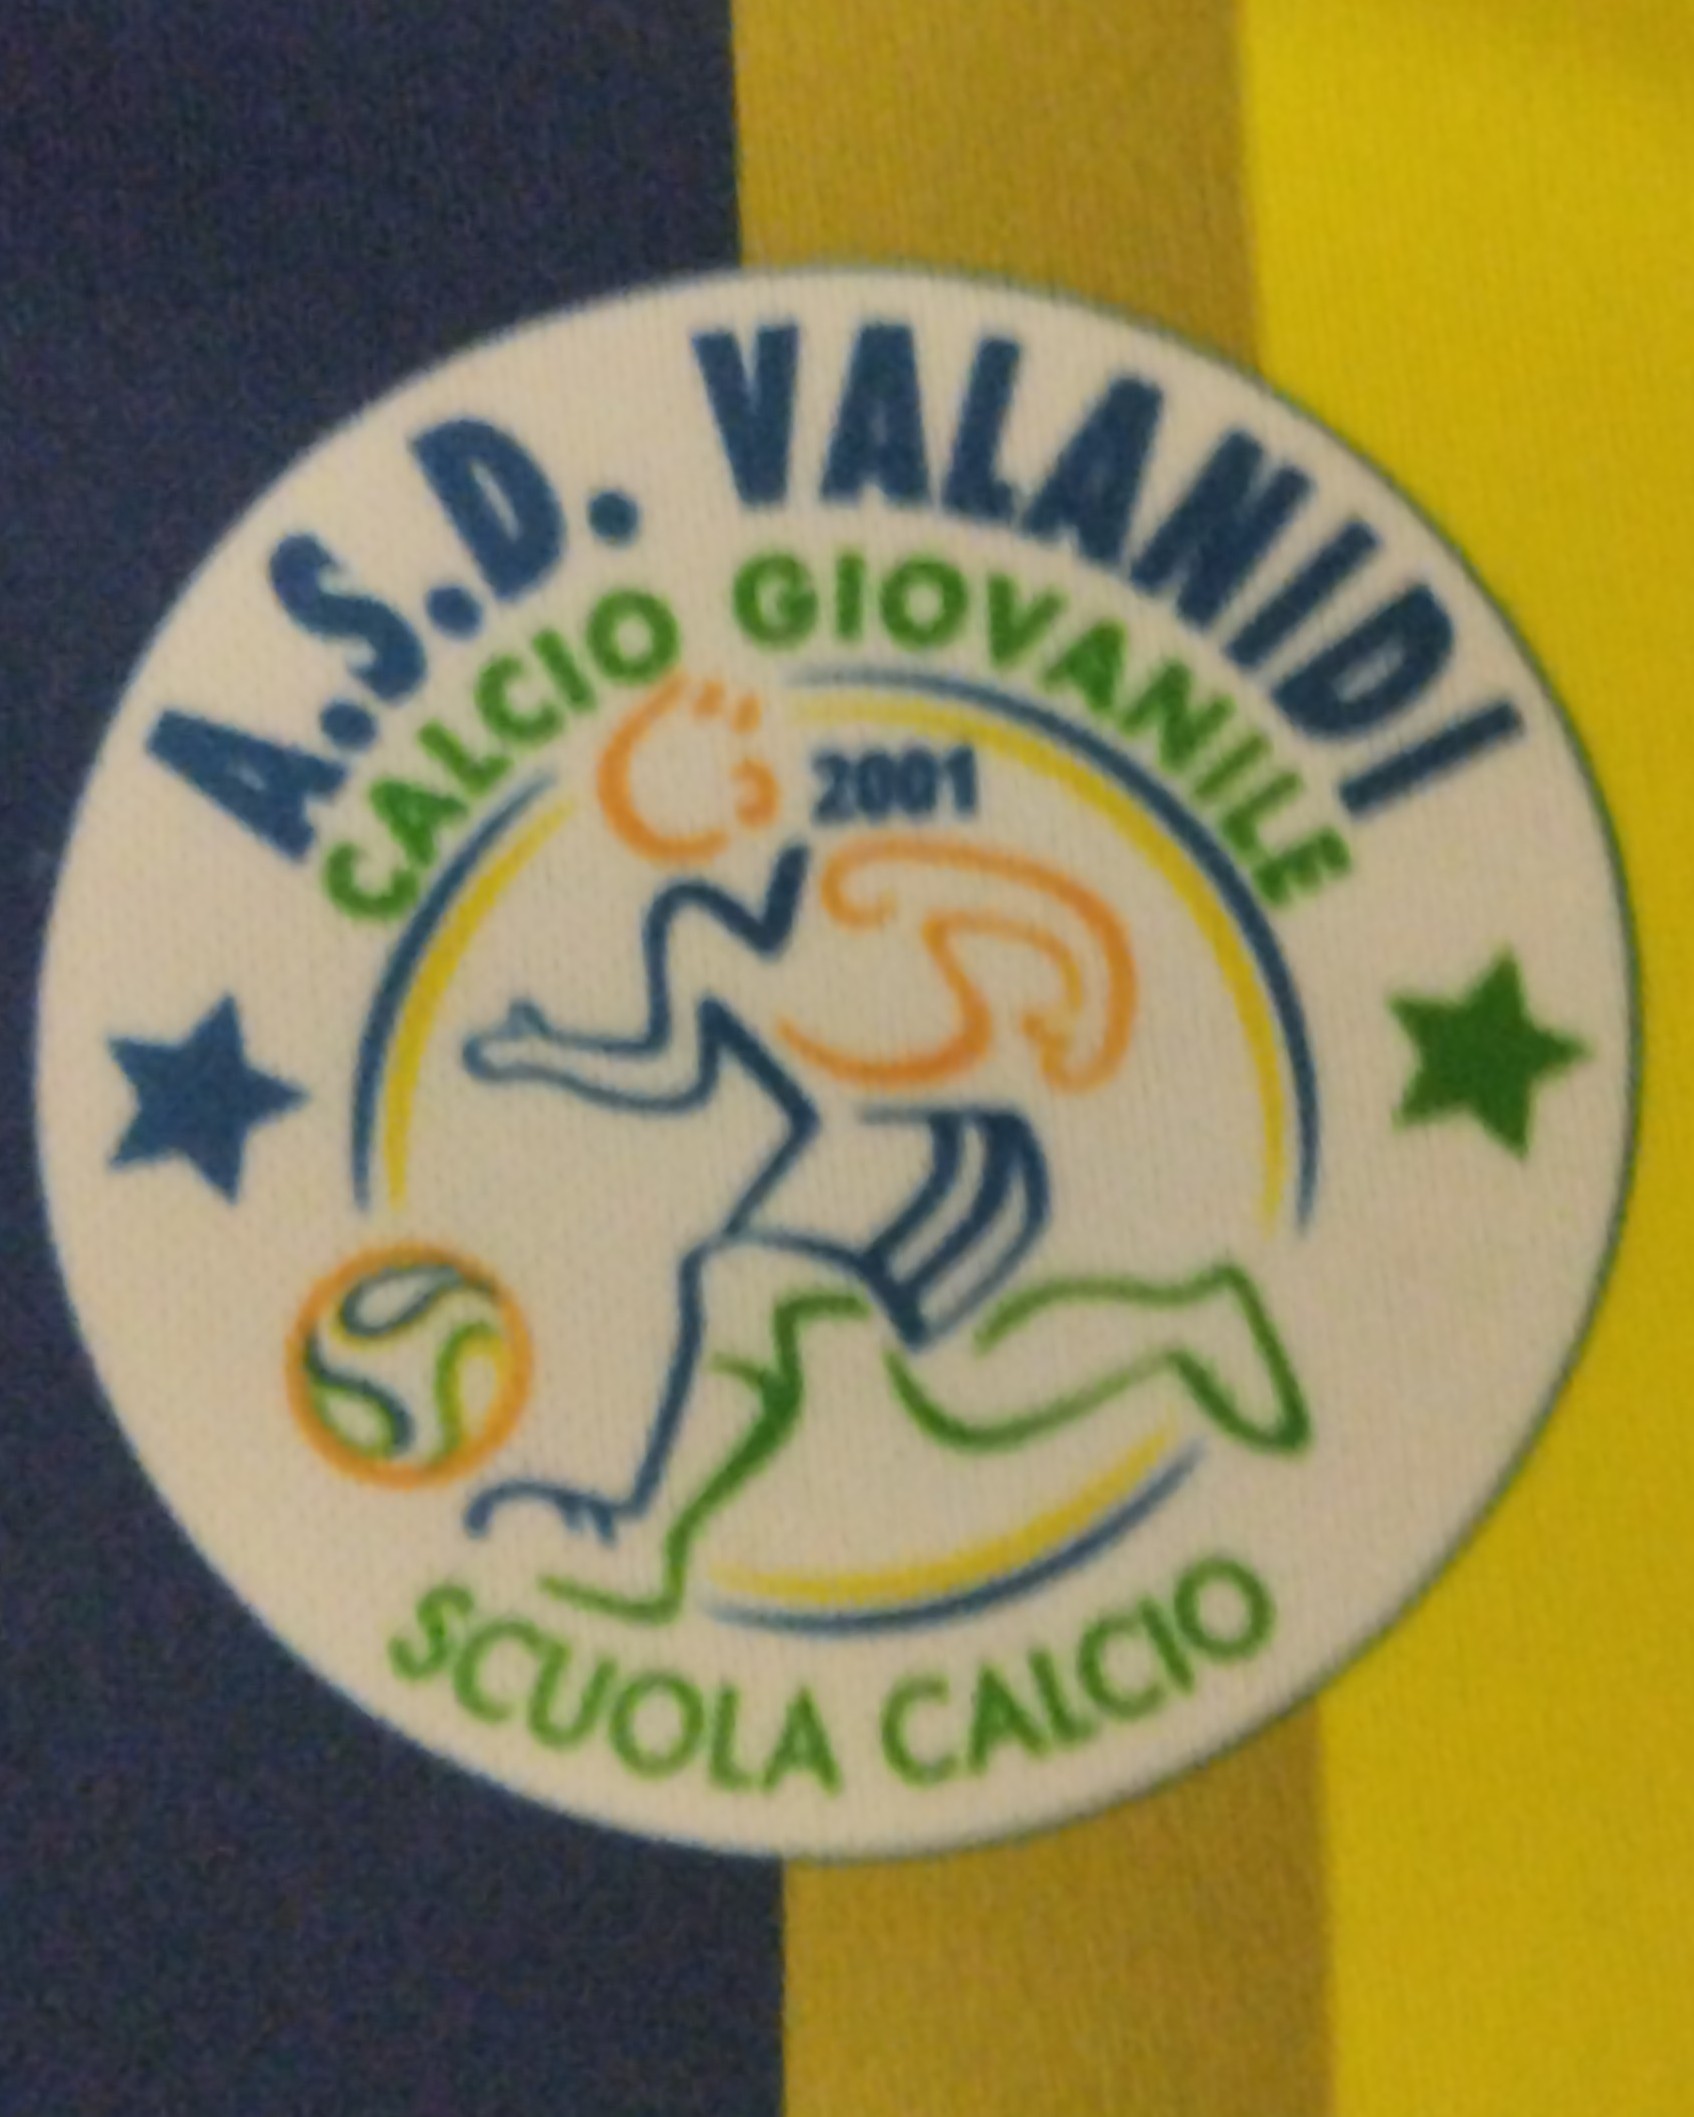 A.S.D. VALANIDI
CALCIO GIOVANILE
2001
SCUOLA CALCIO